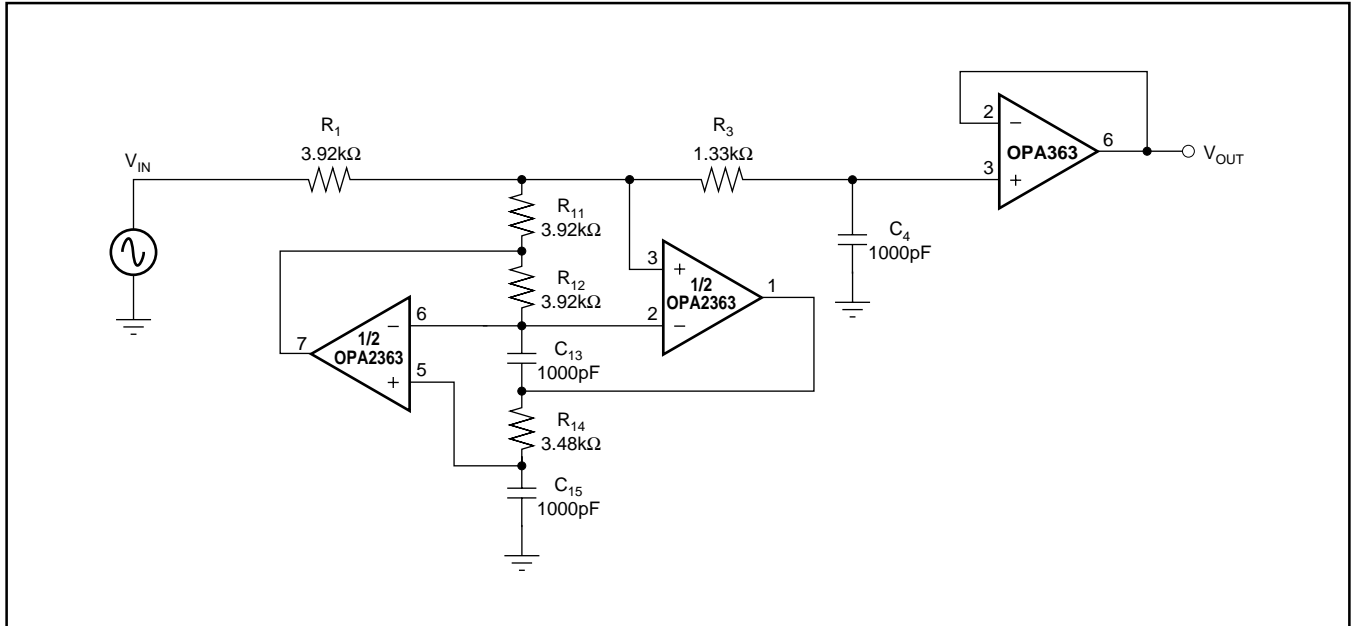 R1
3.92kΩ
VIN
R3
1.33kΩ
2
−
OPA363
6
VOUT
3
+
R11
3.92kΩ
C4
1000pF
R12
3.92kΩ
3
+
1/2
OPA2363
1
2
−
−
6
1/2
OPA2363
7
5
+
C13
1000pF
R14
3.48kΩ
C15
1000pF